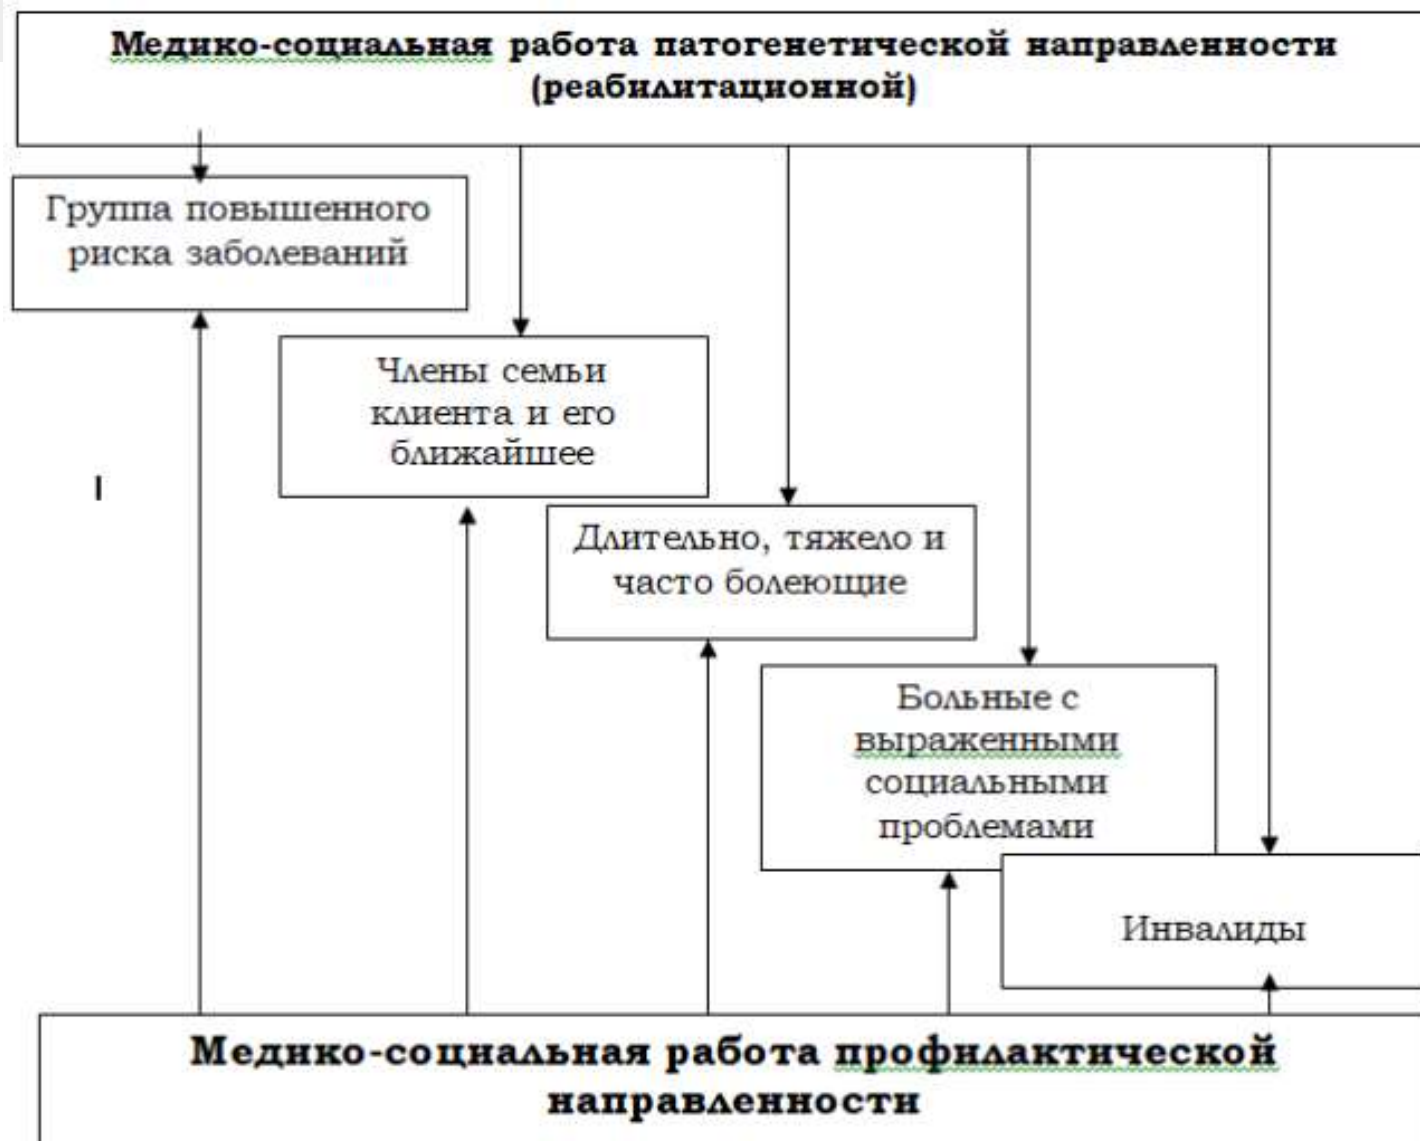 Медико-социальная работа патогенетической направленности
(реабилитационной)
Группа повышенного
риска заболеваний
Члены семьи
клиента и его
ближайшее
Длительно, тяжело и
часто болеющие
Больные с
выраженными
социальными
проблемами
Инвалиды
Медико-социальная работа профилактической
направленности